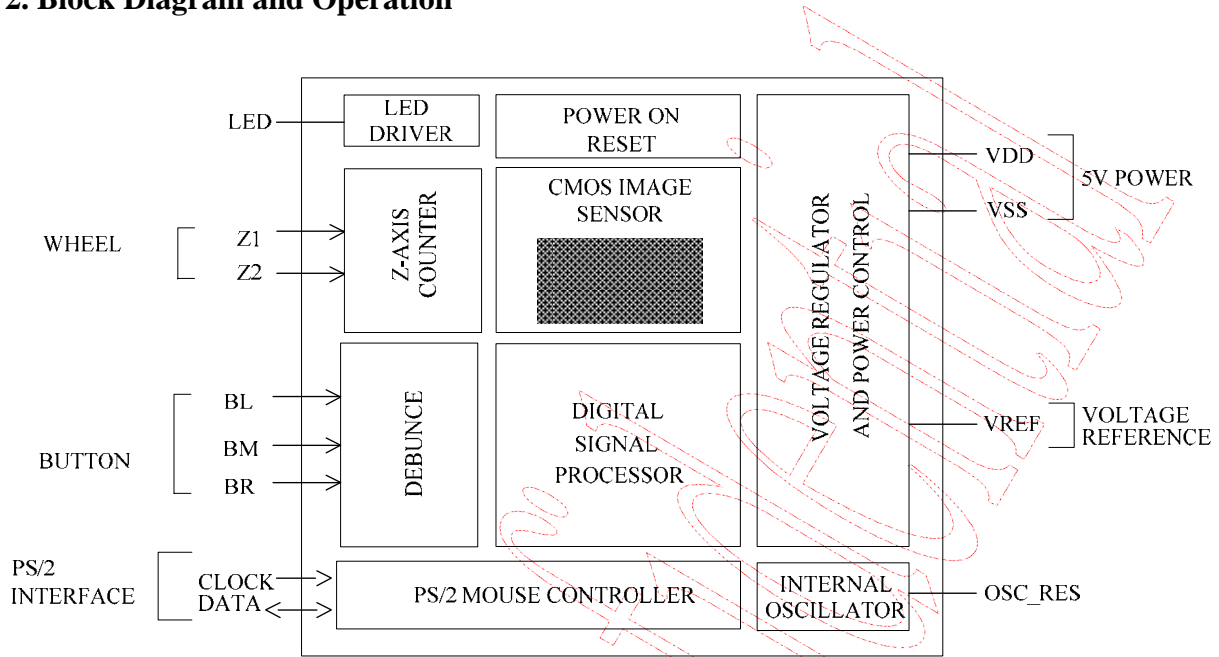 2. Block Diagram and Operation
LED
LED
DRIVER
POWER ON
RESET
VDD
5V POWER
VSS
WHEEL
Z1
Z2
Z-AXIS
COUNTER
CMOS IMAGE
SENSOR
VOLTAGE REGULATOR
AND POWER CONTROL
BUTTON
BL
BM
BR
DEBUNCE
DIGITAL
SIGNAL
PROCESSOR
VREF
VOLTAGE
REFERENCE
PS/2
INTERFACE
CLOCK
DATA
PS/2 MOUSE CONTROLLER
INTERNAL
OSCILLATOR
OSC_RES